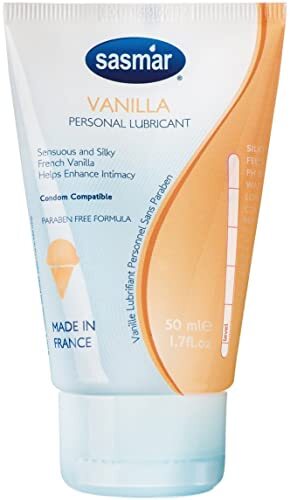 sasmar
®
VANILLA
PERSONAL LUBRICANT
Sensuous and Silky
French Vanilla
Helps Enhance Intimacy
Condom Compatible
PARABEN FREE FORMULA
Vanille Lubrifiant Personnel Sans Paraben
MADE IN
FRANCE
50 ml e
1.7fl.oz